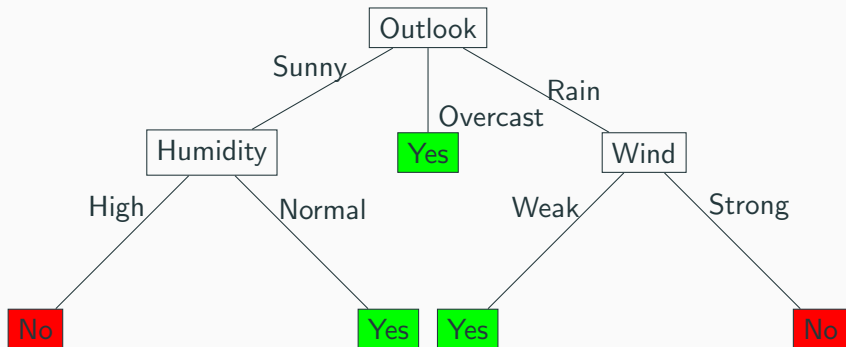 Outlook
Sunny
Rain
Overcast
Humidity
Yes
Wind
High
Normal
Weak
Strong
No
Yes
Yes
No